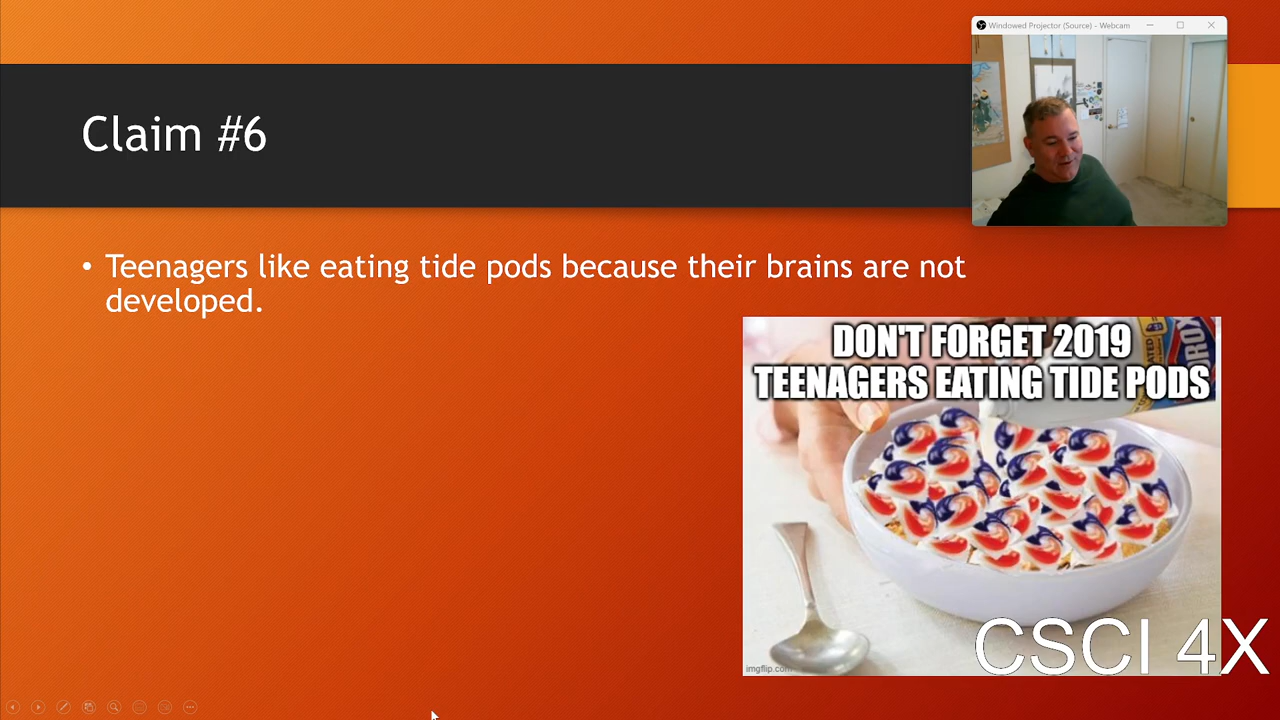 Windowed Projector (Source) - Webcam
Claim #6
• Teenagers like eating tide pods because their brains are not
developed.
DON'T FORGET 2019
TEENAGERS EATING TIDE PODS
imgflip.com
CSCI 4X